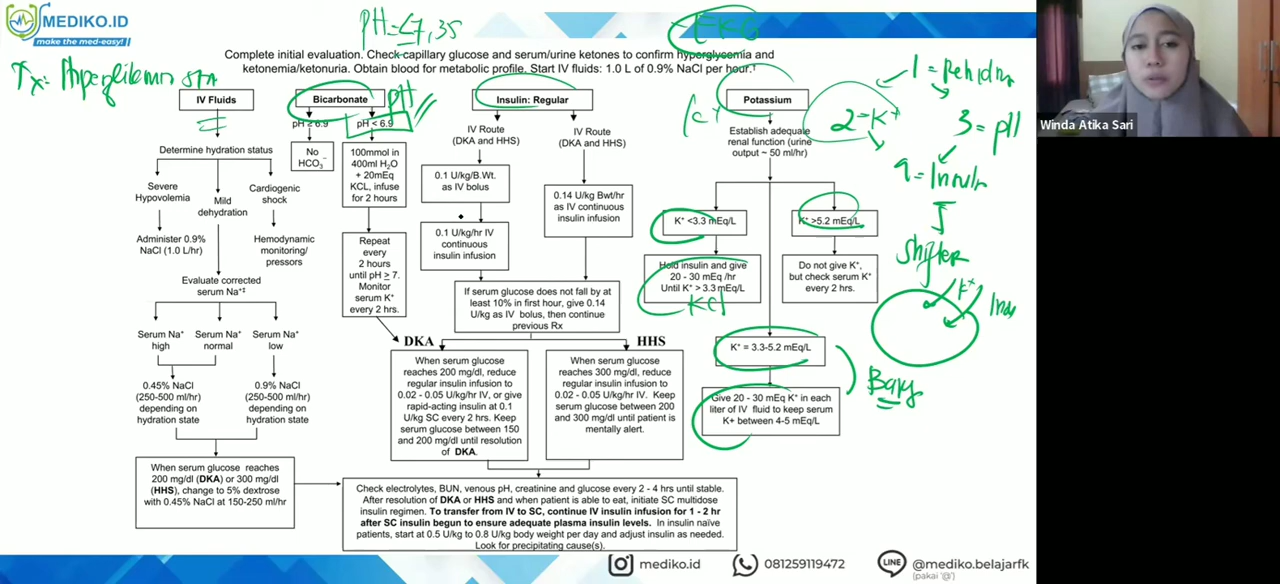 MEDIKO.ID
make the med-easy!
PH=≤7,35
EKG
Complete initial evaluation. Check capillary glucose and serum/urine ketones to confirm hyperglycemia and
ketonemia/ketonuria. Obtain blood for metabolic profile. Start IV fluids: 1.0 L of 0.9% NaCl per hour.†
IV Fluids
Determine hydration status
Severe
Hypovolemia
Mild
dehydration
Cardiogenic
shock
Administer 0.9%
NaCl (1.0 L/hr)
Hemodynamic
monitoring/
pressors
Evaluate corrected
serum Na⁺‡
Serum Na⁺
high
Serum Na⁺
normal
Serum Na⁺
low
0.45% NaCl
(250-500 ml/hr)
depending on
hydration state
0.9% NaCl
(250-500 ml/hr)
depending on
hydration state
When serum glucose reaches
200 mg/dl (DKA) or 300 mg/dl
(HHS), change to 5% dextrose
with 0.45% NaCl at 150-250 ml/hr
Bicarbonate
PH
pH ≥ 6.9
pH < 6.9
No
HCO₃⁻
100mmol in
400ml H₂O
+ 20mEq
KCL, infuse
for 2 hours
Repeat
every
2 hours
until pH ≥ 7.
Monitor
serum K⁺
every 2 hrs.
Insulin: Regular
IV Route
(DKA and HHS)
IV Route
(DKA and HHS)
0.1 U/kg/B.Wt.
as IV bolus
0.14 U/kg Bwt/hr
as IV continuous
insulin infusion
0.1 U/kg/hr IV
continuous
insulin infusion
If serum glucose does not fall by at
least 10% in first hour, give 0.14
U/kg as IV bolus, then continue
previous Rx
DKA
HHS
When serum glucose
reaches 200 mg/dl, reduce
regular insulin infusion to
0.02 - 0.05 U/kg/hr IV, or give
rapid-acting insulin at 0.1
U/kg SC every 2 hrs. Keep
serum glucose between 150
and 200 mg/dl until resolution
of DKA.
When serum glucose
reaches 300 mg/dl, reduce
regular insulin infusion to
0.02 - 0.05 U/kg/hr IV. Keep
serum glucose between 200
and 300 mg/dl until patient is
mentally alert.
Potassium
Establish adequate
renal function (urine
output ~ 50 ml/hr)
K⁺ <3.3 mEq/L
K⁺ >5.2 mEq/L
Hold insulin and give
20 - 30 mEq /hr
Until K⁺ > 3.3 mEq/L
KCl
Do not give K⁺,
but check serum K⁺
every 2 hrs.
K⁺ = 3.3-5.2 mEq/L
Give 20 - 30 mEq K⁺ in each
liter of IV fluid to keep serum
K+ between 4-5 mEq/L
2=K⁺
3=pH
Shifter
K⁺
Check electrolytes, BUN, venous pH, creatinine and glucose every 2 - 4 hrs until stable.
After resolution of DKA or HHS and when patient is able to eat, initiate SC multidose
insulin regimen. To transfer from IV to SC, continue IV insulin infusion for 1 - 2 hr
after SC insulin begun to ensure adequate plasma insulin levels. In insulin naïve
patients, start at 0.5 U/kg to 0.8 U/kg body weight per day and adjust insulin as needed.
Look for precipitating cause(s).
mediko.id
081259119472
LINE
@mediko.belajarfk
(pakai '@')
Winda Atika Sari